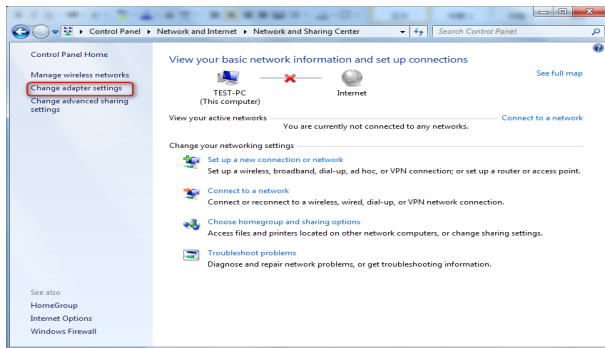 Control Panel ▸ Network and Internet ▸ Network and Sharing Center
Search Control Panel
Control Panel Home
Manage wireless networks
Change adapter settings
Change advanced sharing
settings
See also
HomeGroup
Internet Options
Windows Firewall
View your basic network information and set up connections
See full map
TEST-PC
(This computer)
Internet
View your active networks
Connect to a network
You are currently not connected to any networks.
Change your networking settings
Set up a new connection or network
Set up a wireless, broadband, dial-up, ad hoc, or VPN connection; or set up a router or access point.
Connect to a network
Connect or reconnect to a wireless, wired, dial-up, or VPN network connection.
Choose homegroup and sharing options
Access files and printers located on other network computers, or change sharing settings.
Troubleshoot problems
Diagnose and repair network problems, or get troubleshooting information.